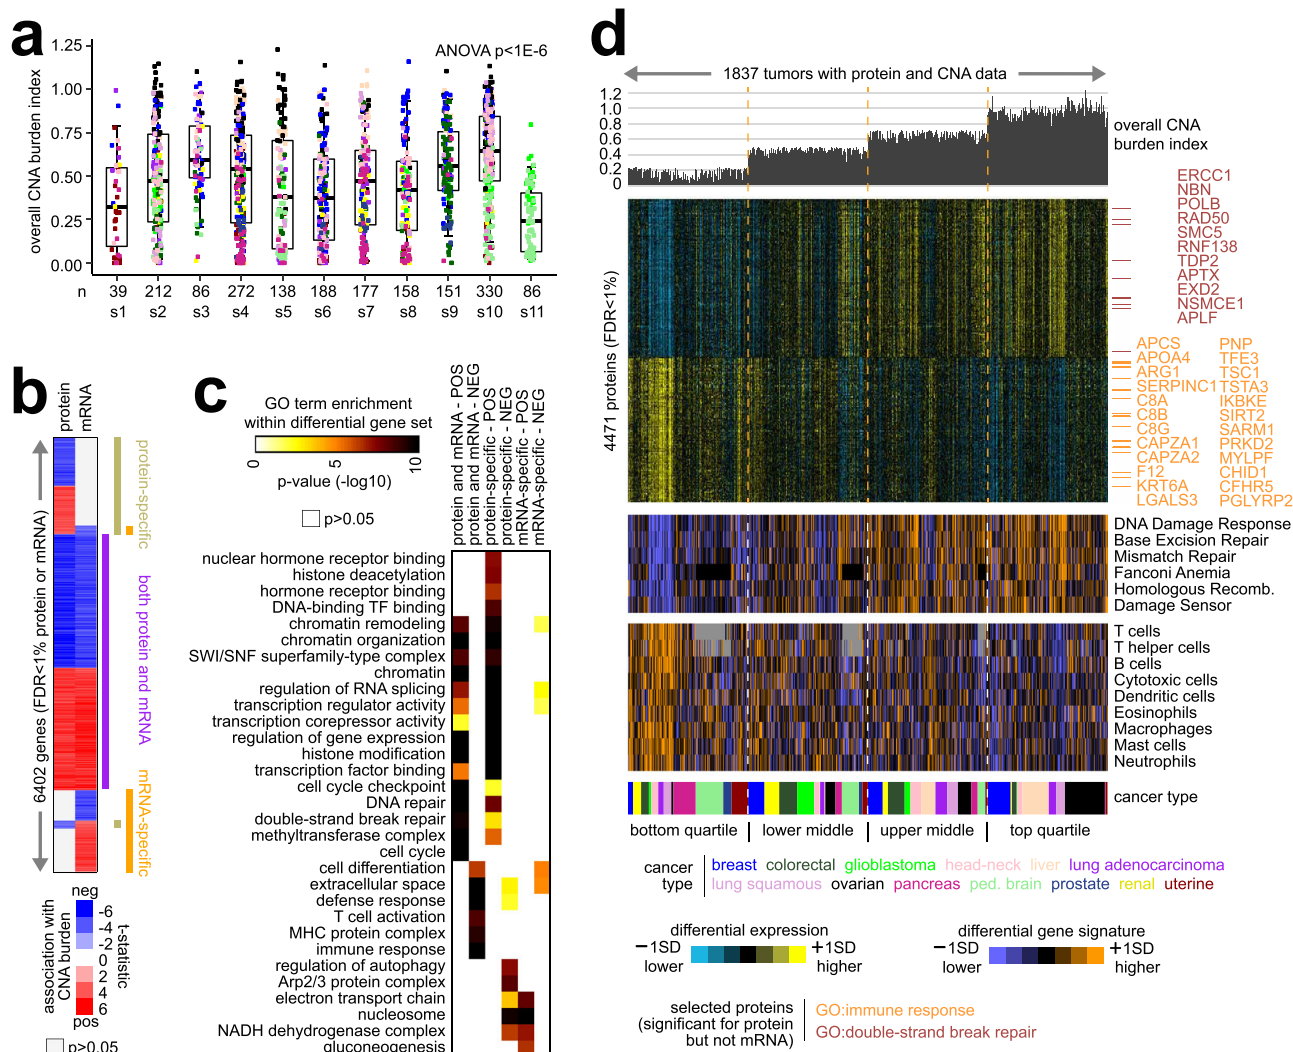 a
ANOVA p<1E-6
overall CNA burden index
1.25
1.00
0.75
0.50
0.25
0.00
n 39 212 86 272 138 188 177 158 151 330 86
s1 s2 s3 s4 s5 s6 s7 s8 s9 s10 s11
b
protein
mRNA
6402 genes (FDR<1% protein or mRNA)
protein-specific
both protein and mRNA
mRNA-specific
association with
CNA burden
neg
-6
-4
-2
0
2
4
6
pos
t-statistic
p>0.05
c
GO term enrichment
within differential gene set
0 5 10
p-value (-log10)
p>0.05
protein and mRNA - POS
protein and mRNA - NEG
protein-specific - POS
protein-specific - NEG
mRNA-specific - POS
mRNA-specific - NEG
nuclear hormone receptor binding
histone deacetylation
hormone receptor binding
DNA-binding TF binding
chromatin remodeling
chromatin organization
SWI/SNF superfamily-type complex
chromatin
regulation of RNA splicing
transcription regulator activity
transcription corepressor activity
regulation of gene expression
histone modification
transcription factor binding
cell cycle checkpoint
DNA repair
double-strand break repair
methyltransferase complex
cell cycle
cell differentiation
extracellular space
defense response
T cell activation
MHC protein complex
immune response
regulation of autophagy
Arp2/3 protein complex
electron transport chain
nucleosome
NADH dehydrogenase complex
gluconeogenesis
d
1837 tumors with protein and CNA data
1.2
1.0
0.8
0.6
0.4
0.2
0
overall CNA
burden index
4471 proteins (FDR<1%)
ERCC1
NBN
POLB
RAD50
SMC5
RNF138
TDP2
APTX
EXD2
NSMCE1
APLF
APCS PNP
APOA4 TFE3
ARG1 TSC1
SERPINC1 TSTA3
C8A IKBKE
C8B SIRT2
C8G SARM1
CAPZA1 PRKD2
CAPZA2 MYLPF
F12 CHID1
KRT6A CFHR5
LGALS3 PGLYRP2
DNA Damage Response
Base Excision Repair
Mismatch Repair
Fanconi Anemia
Homologous Recomb.
Damage Sensor
T cells
T helper cells
B cells
Cytotoxic cells
Dendritic cells
Eosinophils
Macrophages
Mast cells
Neutrophils
cancer type
bottom quartile lower middle upper middle top quartile
cancer
type
breast colorectal glioblastoma head-neck liver lung adenocarcinoma
lung squamous ovarian pancreas ped. brain prostate renal uterine
differential expression
−1SD
lower
+1SD
higher
differential gene signature
−1SD
lower
+1SD
higher
selected proteins
(significant for protein
but not mRNA)
GO:immune response
GO:double-strand break repair